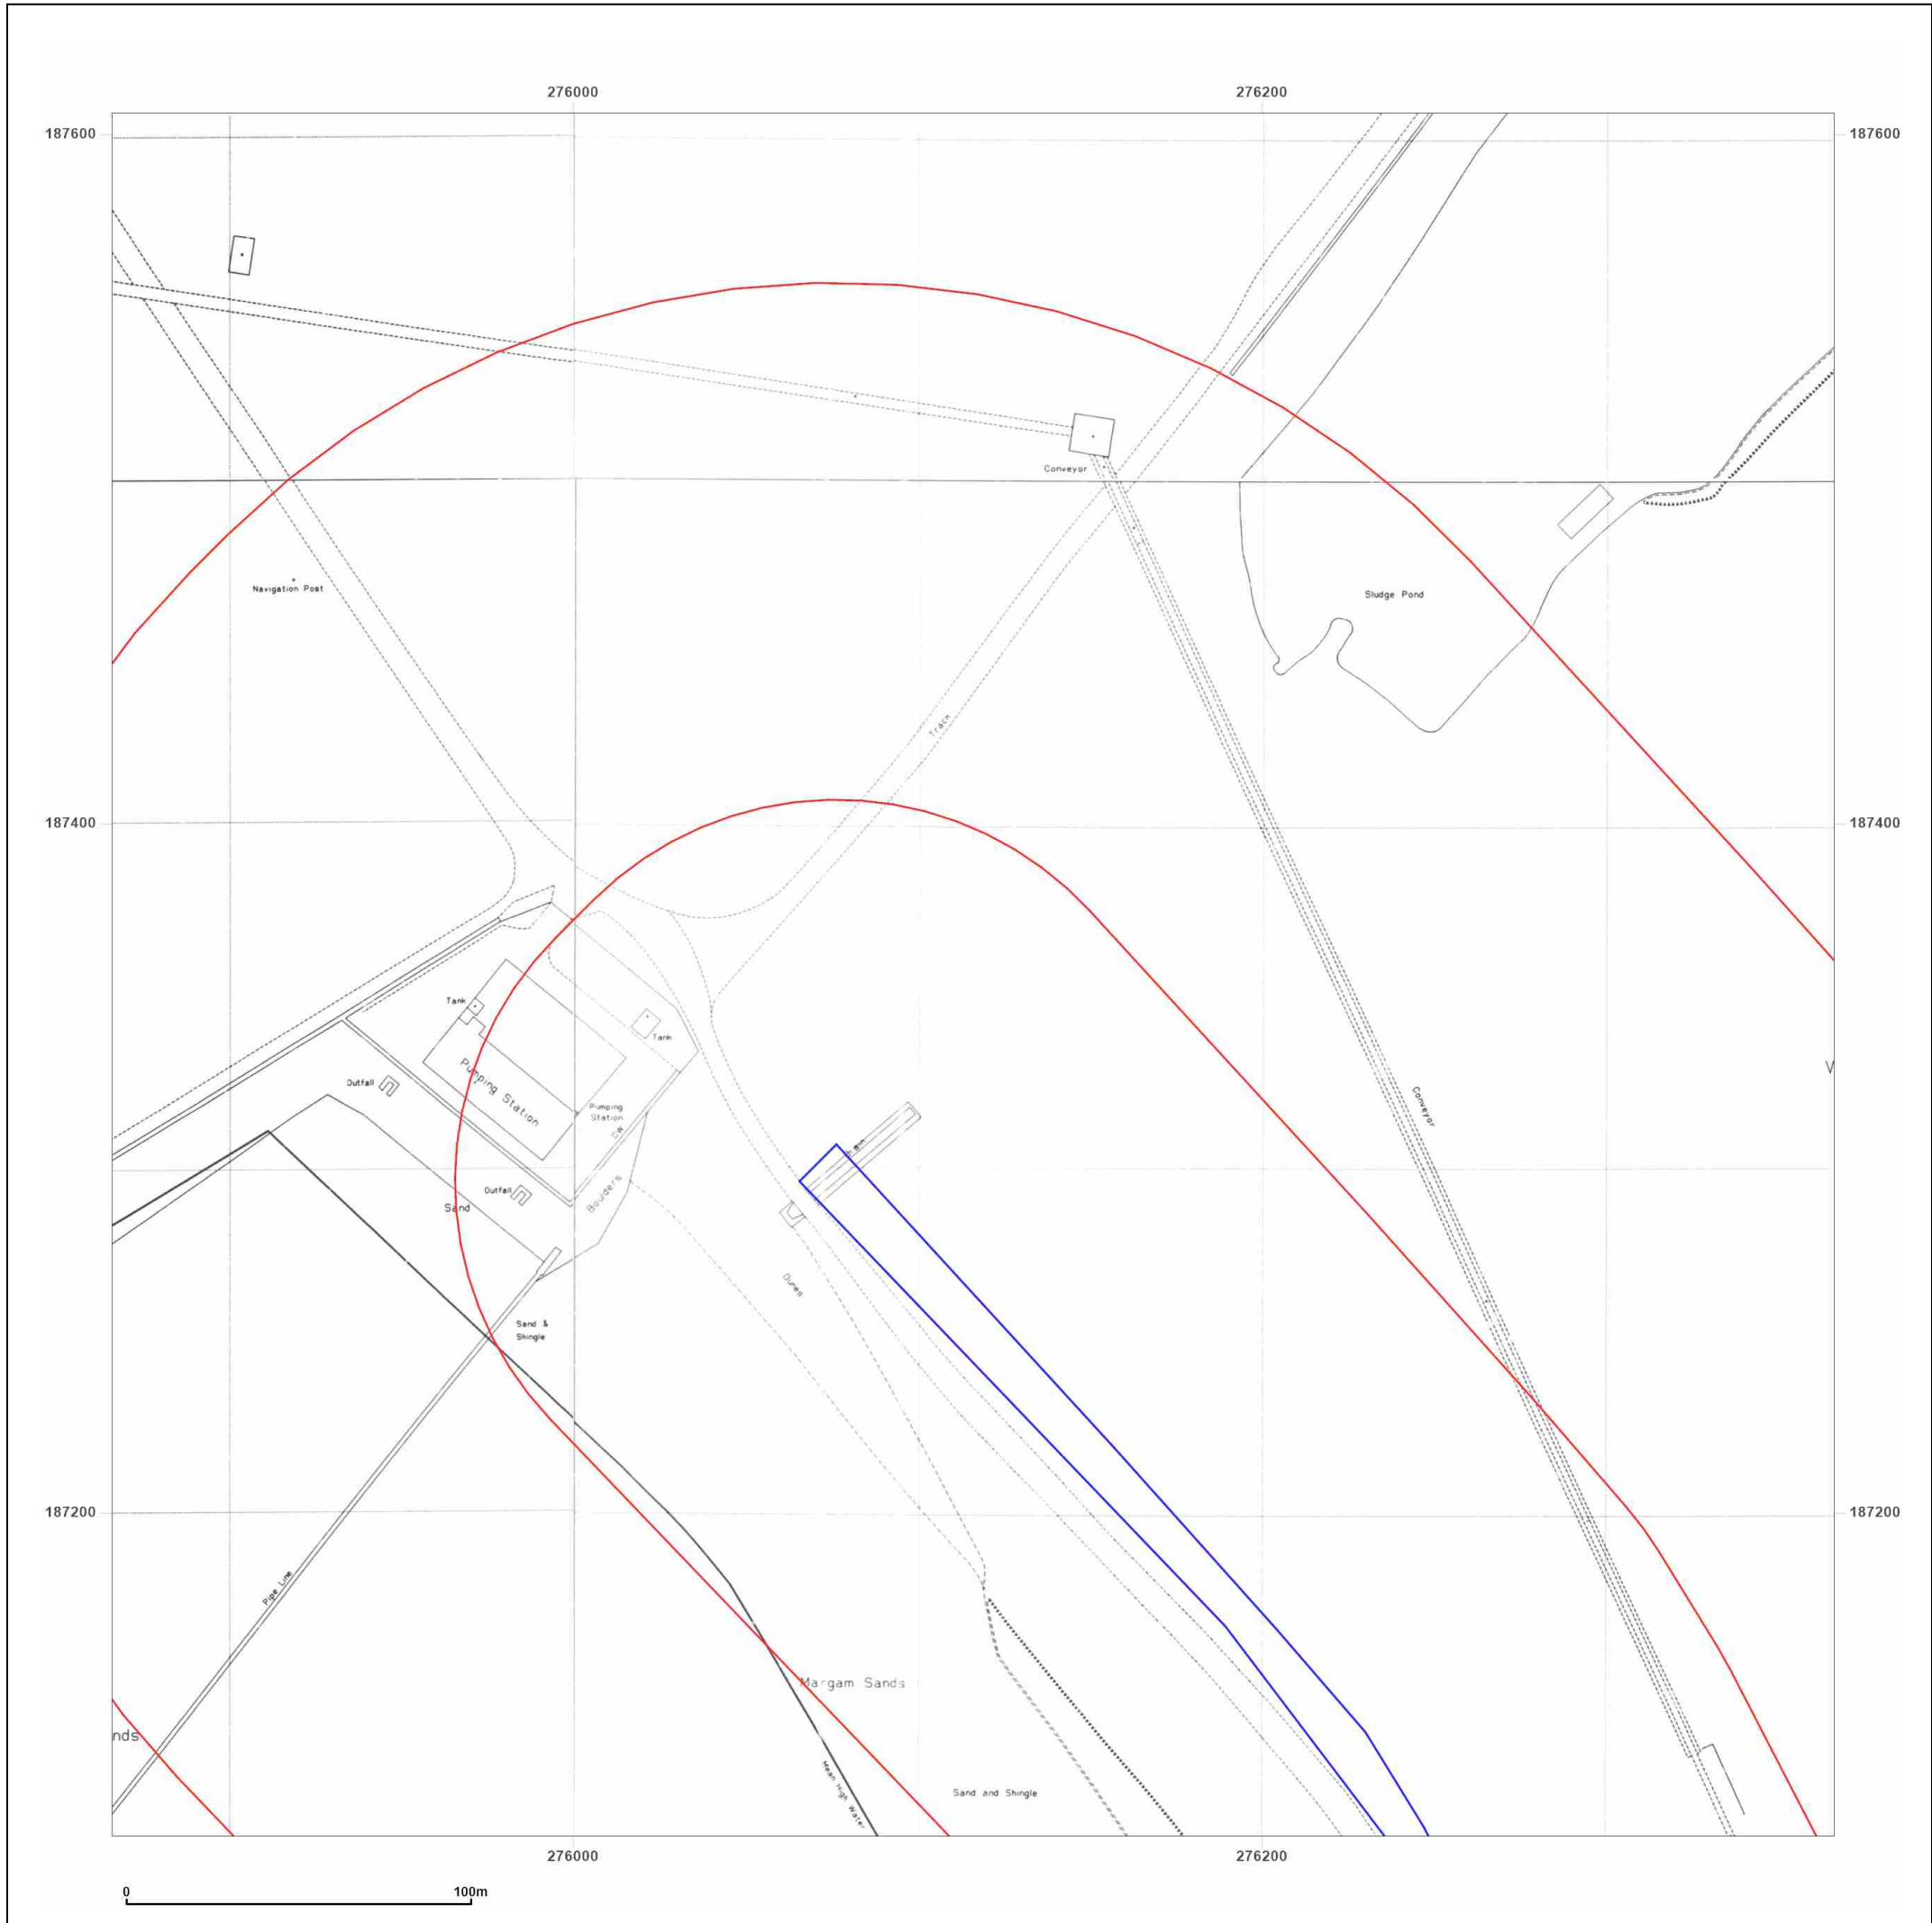 276000
276200
187600
187600
Conveyor
Navigation Post
Sludge Pond
Track
187400
187400
Tank
Tank
Pumping Station
Outfall
Pumping
Station
CW
Conveyor
Outfall
Boulders
Sand
Dunes
Sand &
Shingle
187200
187200
Pipe Line
Margam Sands
nds
Mean High Water
Sand and Shingle
276000
276200
0
100m